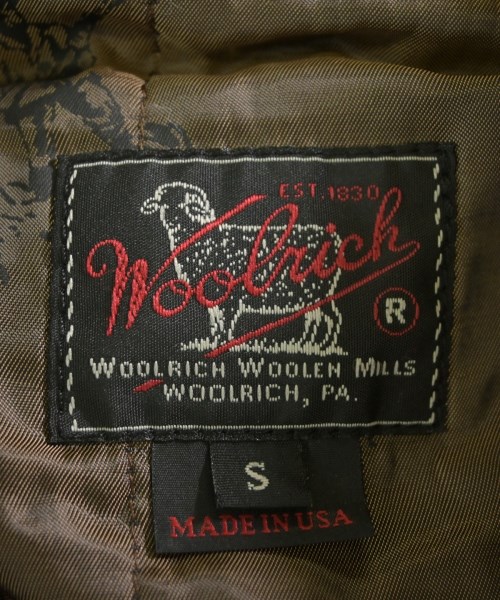 EST. 1830
Woolrich
R
WOOLRICH WOOLEN MILLS
WOOLRICH, PA.
S
MADE IN USA